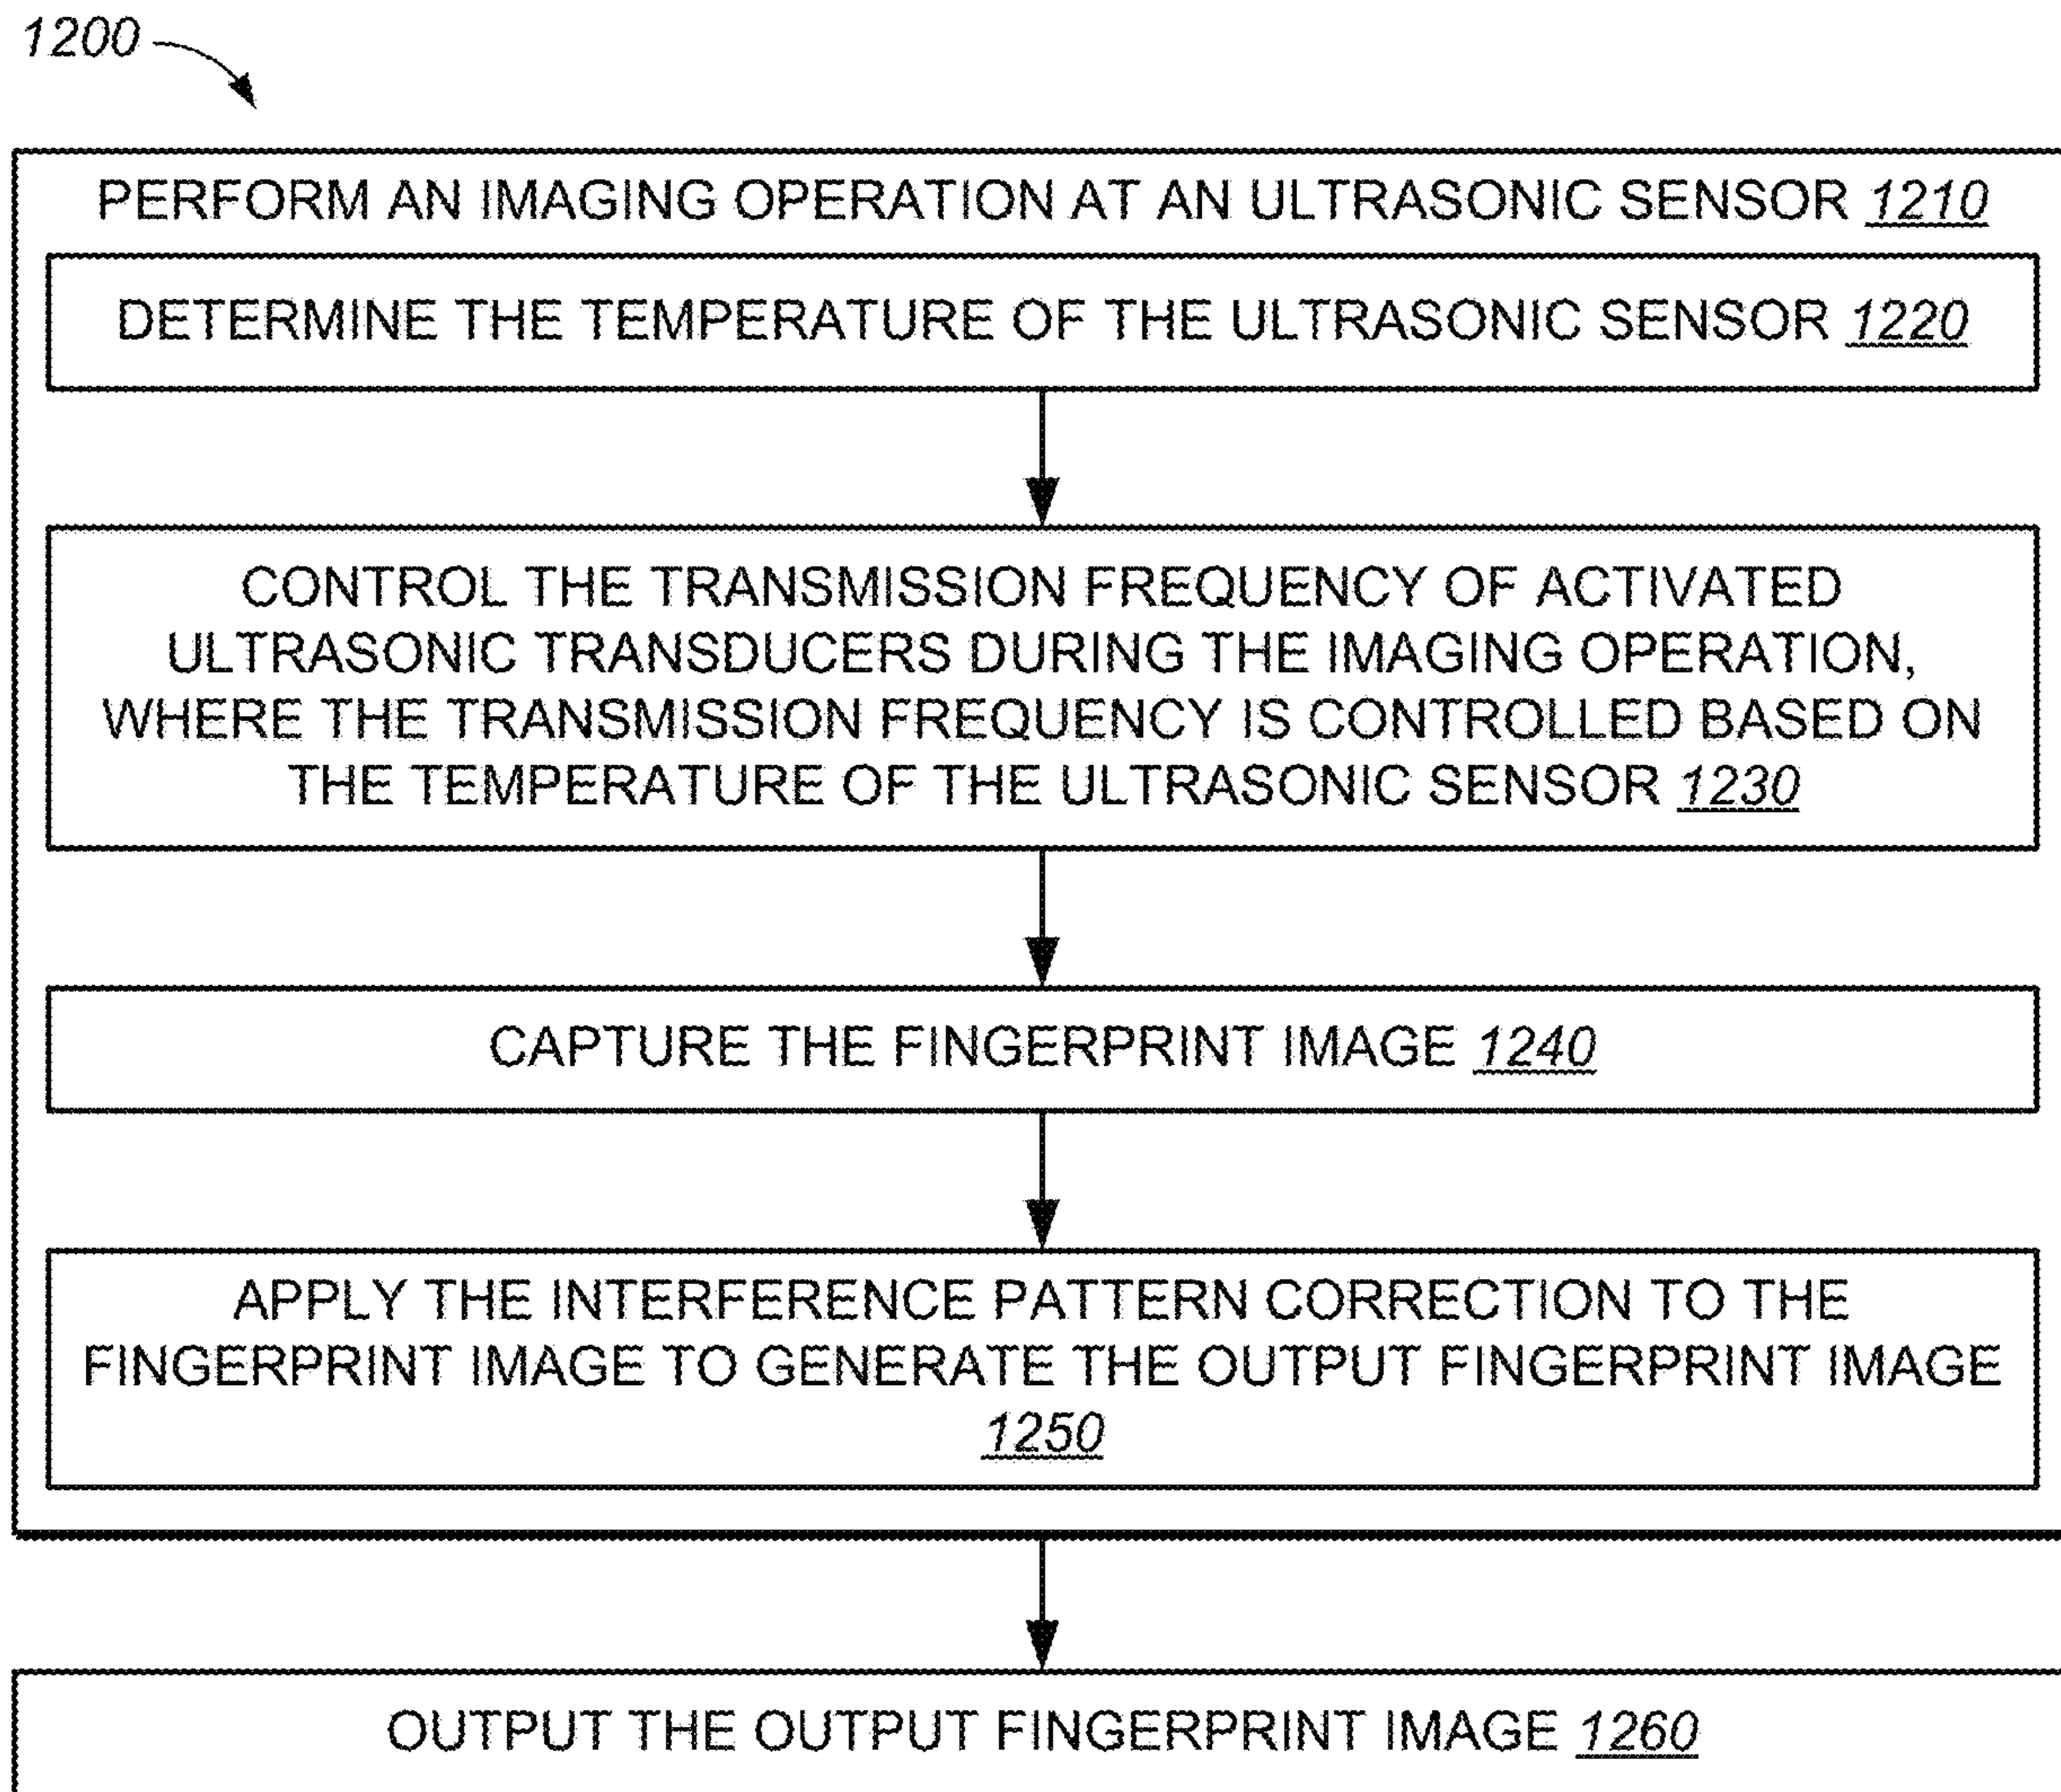 1200
PERFORM AN IMAGING OPERATION AT AN ULTRASONIC SENSOR 1210
DETERMINE THE TEMPERATURE OF THE ULTRASONIC SENSOR 1220
CONTROL THE TRANSMISSION FREQUENCY OF ACTIVATED
ULTRASONIC TRANSDUCERS DURING THE IMAGING OPERATION,
WHERE THE TRANSMISSION FREQUENCY IS CONTROLLED BASED ON
THE TEMPERATURE OF THE ULTRASONIC SENSOR 1230
CAPTURE THE FINGERPRINT IMAGE 1240
APPLY THE INTERFERENCE PATTERN CORRECTION TO THE
FINGERPRINT IMAGE TO GENERATE THE OUTPUT FINGERPRINT IMAGE
1250
OUTPUT THE OUTPUT FINGERPRINT IMAGE 1260